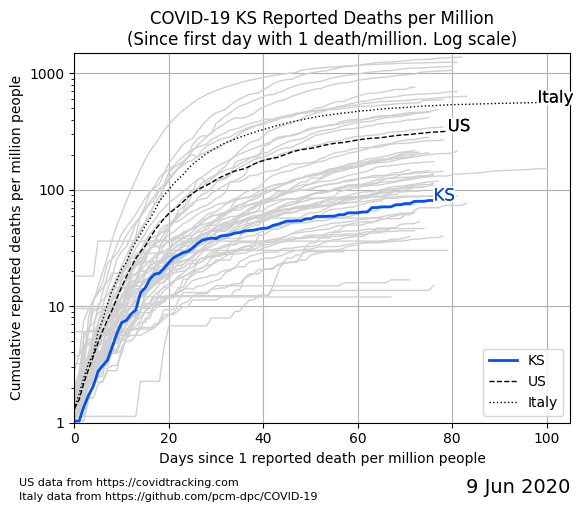 COVID-19 KS Reported Deaths per Million
(Since first day with 1 death/million. Log scale)
Cumulative reported deaths per million people
1000
100
10
1
Italy
US
KS
KS
US
Italy
0
20
40
60
80
100
Days since 1 reported death per million people
US data from https://covidtracking.com
Italy data from https://github.com/pcm-dpc/COVID-19
9 Jun 2020